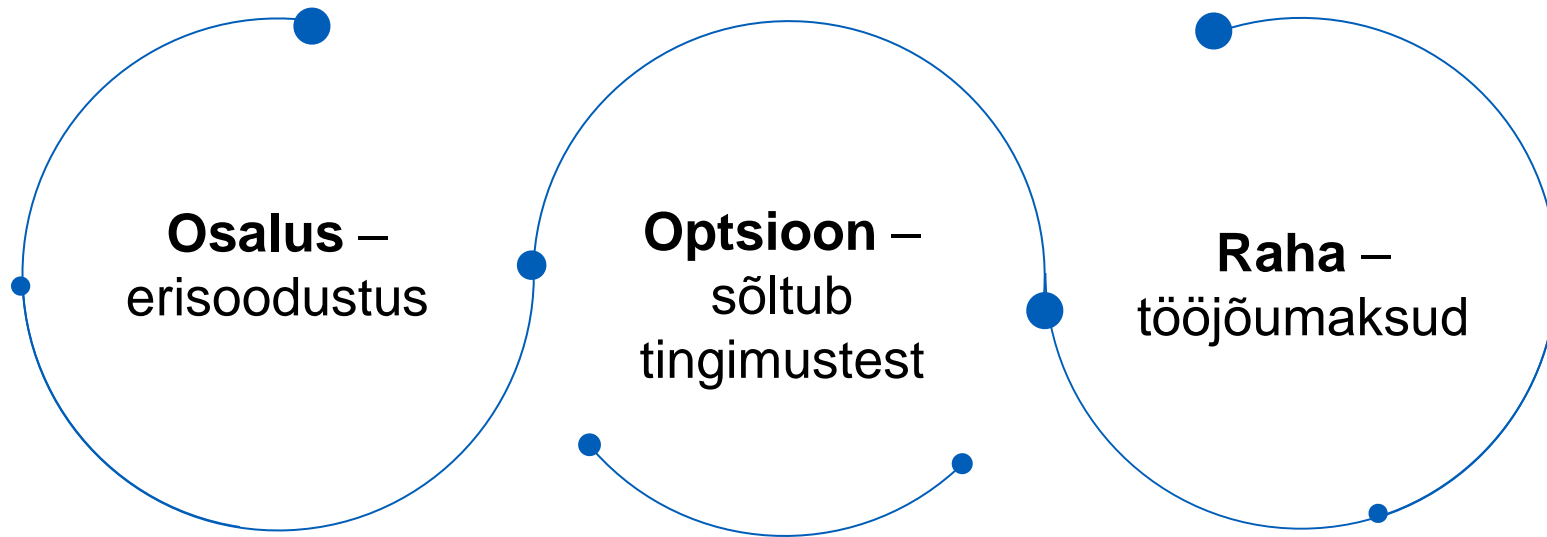 Osalus –
erisoodustus
Optsioon –
sõltub
tingimustest
Raha –
tööjõumaksud